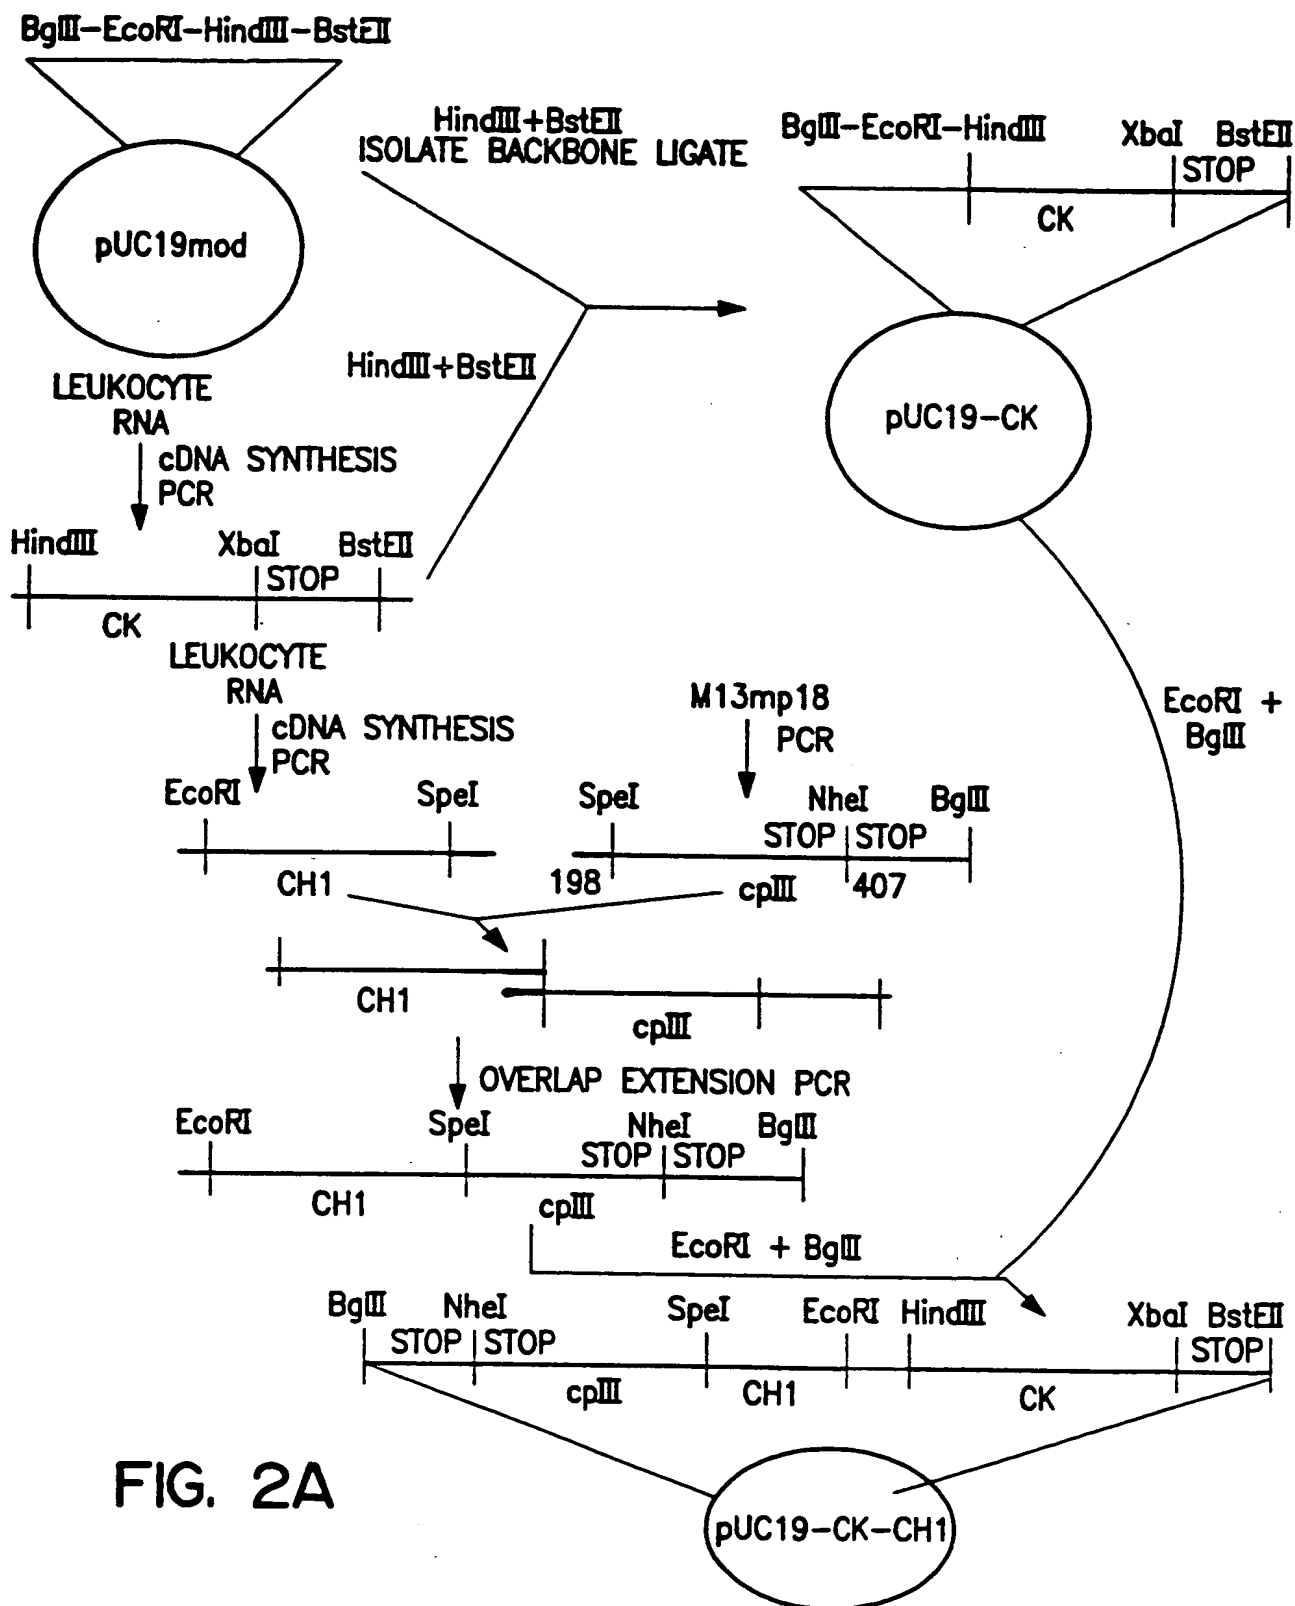 BglII-EcoRI-HindIII-BstEII
HindIII+BstEII
ISOLATE BACKBONE LIGATE
BglII-EcoRI-HindIII
XbaI BstEII
STOP
CK
pUC19mod
HindIII+BstEII
pUC19-CK
LEUKOCYTE
RNA
cDNA SYNTHESIS
PCR
HindIII XbaI BstEII
STOP
CK
LEUKOCYTE
RNA
cDNA SYNTHESIS
PCR
M13mp18
PCR
EcoRI +
BglII
EcoRI SpeI
CH1
SpeI NheI BglII
STOP STOP
198 cpIII 407
CH1
cpIII
OVERLAP EXTENSION PCR
EcoRI SpeI NheI BglII
STOP STOP
CH1 cpIII
EcoRI + BglII
BglII NheI SpeI EcoRI HindIII XbaI BstEII
STOP STOP STOP
cpIII CH1 CK
FIG. 2A
pUC19-CK-CH1